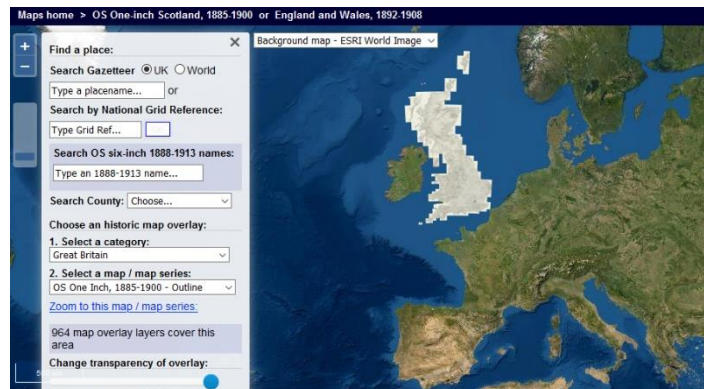 Maps home > OS One-inch Scotland, 1885-1900 or England and Wales, 1892-1908
Find a place:
Search Gazetteer UK World
Type a placename... or
Search by National Grid Reference:
Type Grid Ref...
Search OS six-inch 1888-1913 names:
Type an 1888-1913 name...
Search County: Choose...
Choose an historic map overlay:
1. Select a category:
Great Britain
2. Select a map / map series:
OS One Inch, 1885-1900 - Outline
Zoom to this map / map series:
964 map overlay layers cover this
area
Change transparency of overlay:
Background map - ESRI World Image